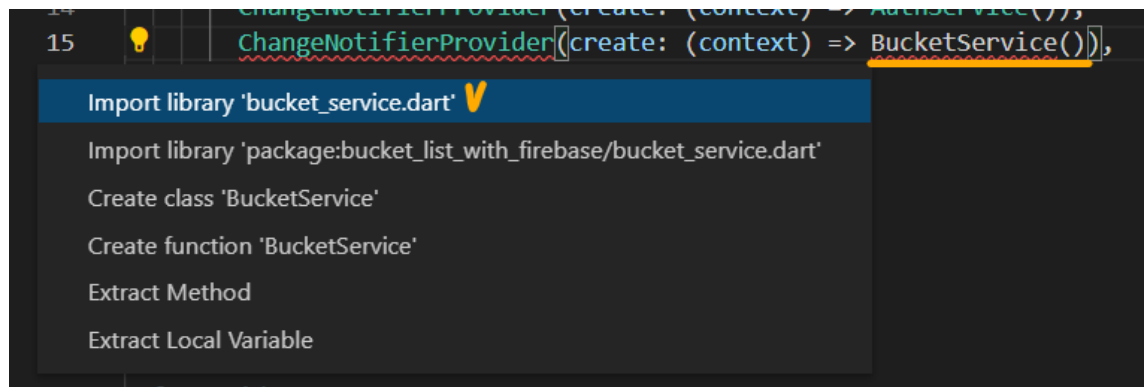 14 ChangeNotifierProvider(create: (context) => AuthService()),
15 ChangeNotifierProvider(create: (context) => BucketService()),
Import library 'bucket_service.dart'
Import library 'package:bucket_list_with_firebase/bucket_service.dart'
Create class 'BucketService'
Create function 'BucketService'
Extract Method
Extract Local Variable